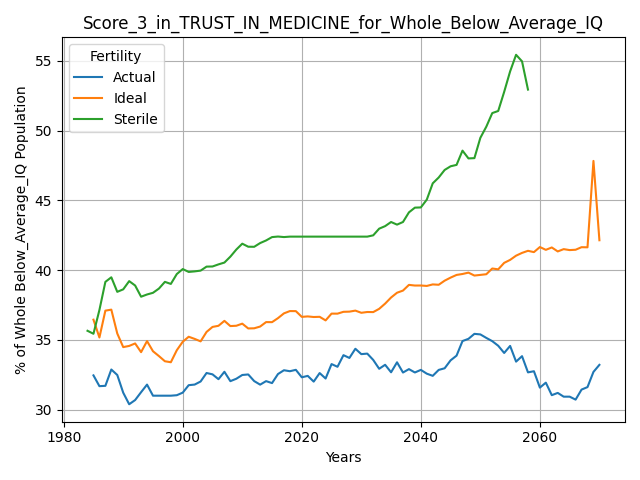 Score_3_in_TRUST_IN_MEDICINE_for_Whole_Below_Average_IQ
Fertility
Actual
Ideal
Sterile
% of Whole Below_Average_IQ Population
55
50
45
40
35
30
1980
2000
2020
2040
2060
Years